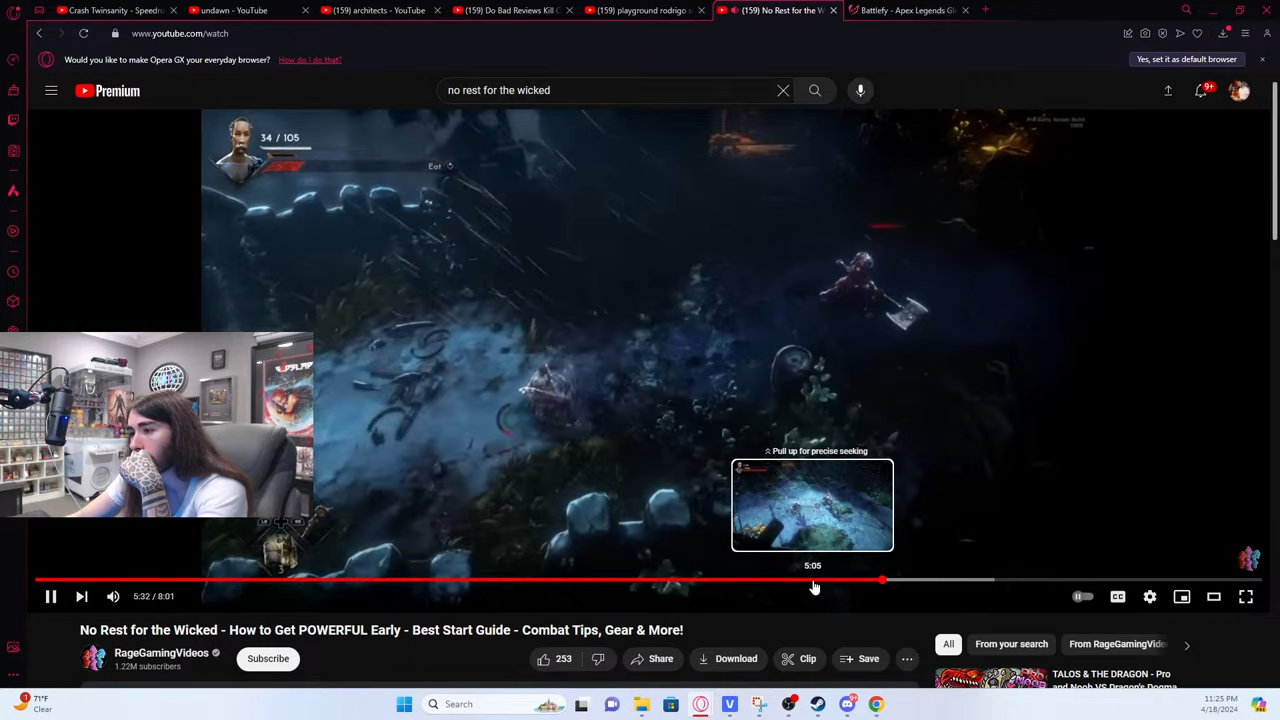 Crash Twinsanity - Speedru
undawn - YouTube
(159) architects - YouTube
(159) Do Bad Reviews Kill C
(159) playground rodrigo s
(159) No Rest for the W
Battlefy - Apex Legends Gl
www.youtube.com/watch
Would you like to make Opera GX your everyday browser?
How do I do that?
Yes, set it as default browser
Premium
no rest for the wicked
9+
34 / 105
Eat
LB
RB
3
Pull up for precise seeking
5:05
5:32 / 8:01
CC
No Rest for the Wicked - How to Get POWERFUL Early - Best Start Guide - Combat Tips, Gear & More!
RageGamingVideos
1.22M subscribers
Subscribe
253
Share
Download
Clip
Save
All
From your search
From RageGamingVide
TALOS & THE DRAGON - Pro
and Noob VS Dragon's Dogma
1
71°F
Clear
Search
9+
11:25 PM
4/18/2024